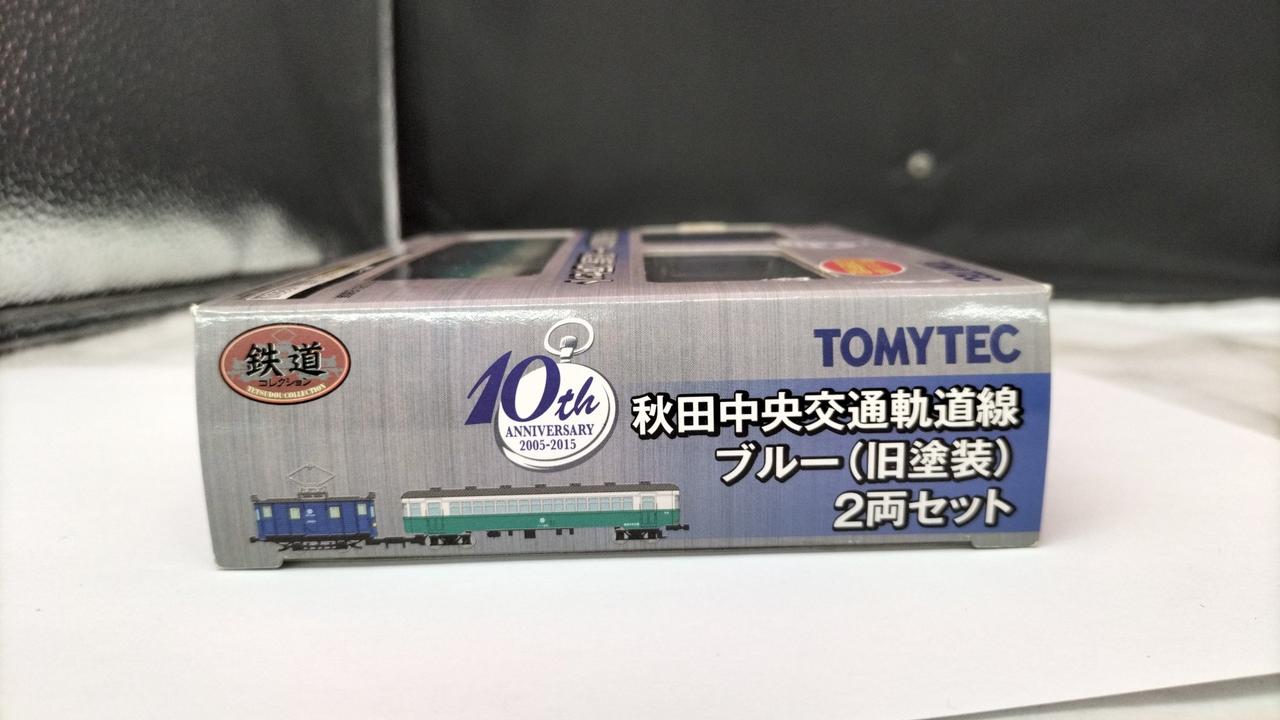 鉄道
コレクション
TETSUDOU COLLECTION
10th
ANNIVERSARY
2005-2015
TOMYTEC
秋田中央交通軌道線
ブルー(旧塗装)
2両セット